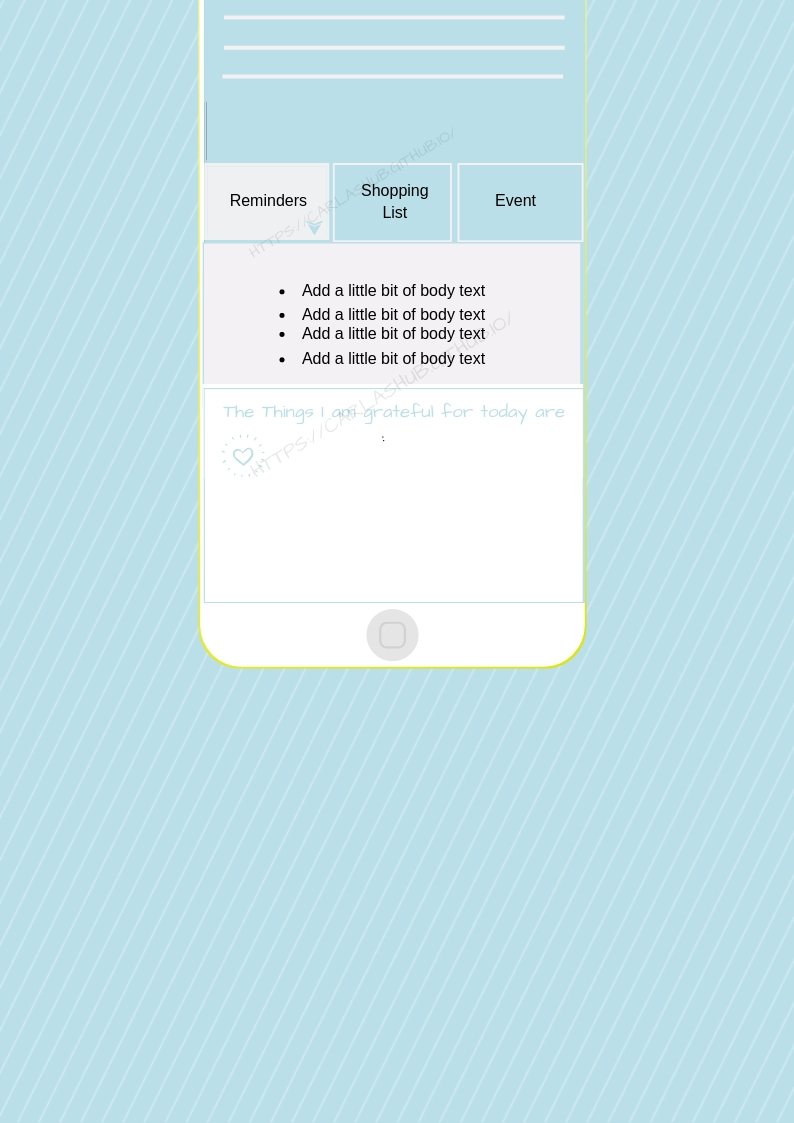 Reminders
Shopping
List
Event
HTTPS://CARLASHUB.GITHUB.IO/
• Add a little bit of body text
• Add a little bit of body text
• Add a little bit of body text
• Add a little bit of body text
HTTPS://CARLASHUB.GITHUB.IO/
The Things I am grateful for today are
: